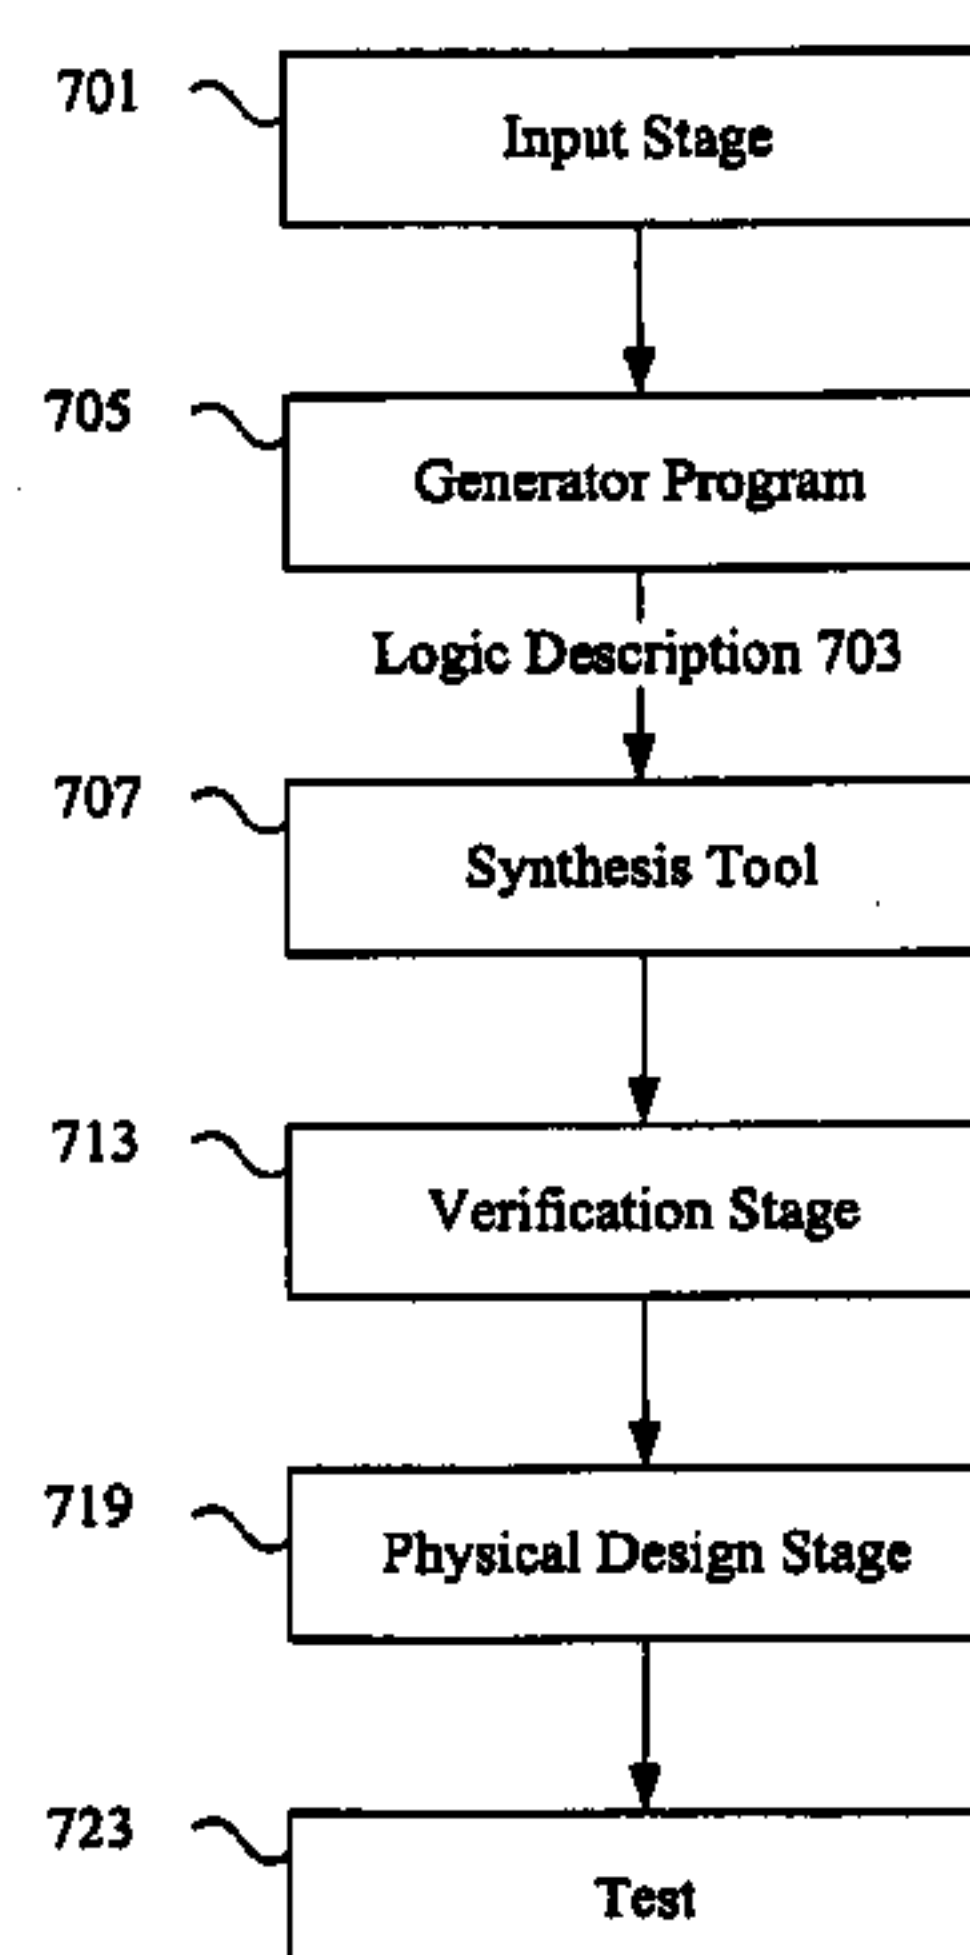 701
Input Stage
705
Generator Program
Logic Description 703
707
Synthesis Tool
713
Verification Stage
719
Physical Design Stage
723
Test